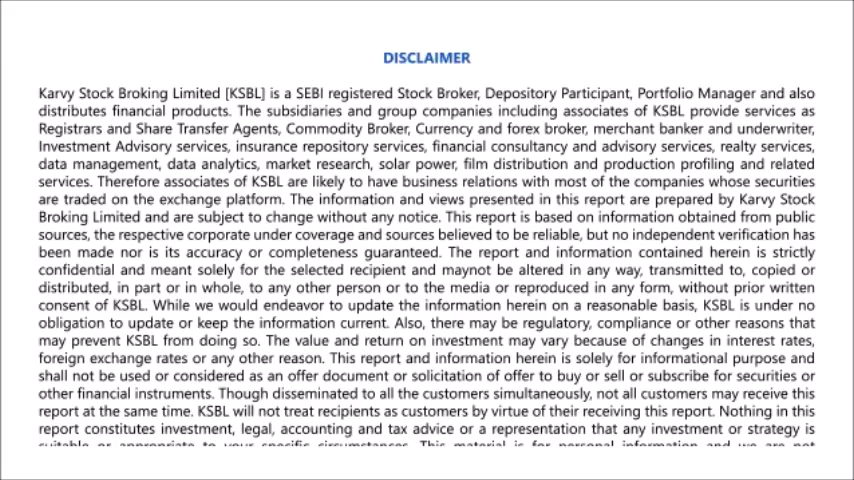 DISCLAIMER
Karvy Stock Broking Limited [KSBL] is a SEBI registered Stock Broker, Depository Participant, Portfolio Manager and also
distributes financial products. The subsidiaries and group companies including associates of KSBL provide services as
Registrars and Share Transfer Agents, Commodity Broker, Currency and forex broker, merchant banker and underwriter,
Investment Advisory services, insurance repository services, financial consultancy and advisory services, realty services,
data management, data analytics, market research, solar power, film distribution and production profiling and related
services. Therefore associates of KSBL are likely to have business relations with most of the companies whose securities
are traded on the exchange platform. The information and views presented in this report are prepared by Karvy Stock
Broking Limited and are subject to change without any notice. This report is based on information obtained from public
sources, the respective corporate under coverage and sources believed to be reliable, but no independent verification has
been made nor is its accuracy or completeness guaranteed. The report and information contained herein is strictly
confidential and meant solely for the selected recipient and maynot be altered in any way, transmitted to, copied or
distributed, in part or in whole, to any other person or to the media or reproduced in any form, without prior written
consent of KSBL. While we would endeavor to update the information herein on a reasonable basis, KSBL is under no
obligation to update or keep the information current. Also, there may be regulatory, compliance or other reasons that
may prevent KSBL from doing so. The value and return on investment may vary because of changes in interest rates,
foreign exchange rates or any other reason. This report and information herein is solely for informational purpose and
shall not be used or considered as an offer document or solicitation of offer to buy or sell or subscribe for securities or
other financial instruments. Though disseminated to all the customers simultaneously, not all customers may receive this
report at the same time. KSBL will not treat recipients as customers by virtue of their receiving this report. Nothing in this
report constitutes investment, legal, accounting and tax advice or a representation that any investment or strategy is
suitable or appropriate to your specific circumstances. This material is for personal information and we are not